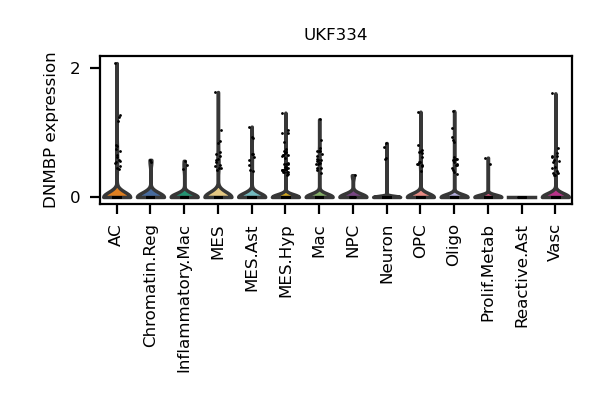 UKF334
DNMBP expression
2
0
AC
Chromatin.Reg
Inflammatory.Mac
MES
MES.Ast
MES.Hyp
Mac
NPC
Neuron
OPC
Oligo
Prolif.Metab
Reactive.Ast
Vasc